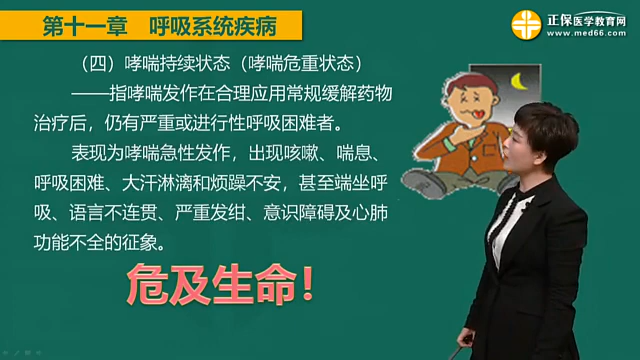 第十一章 呼吸系统疾病
正保医学教育网
www.med66.com
（四）哮喘持续状态（哮喘危重状态）
——指哮喘发作在合理应用常规缓解药物
治疗后，仍有严重或进行性呼吸困难者。
表现为哮喘急性发作，出现咳嗽、喘息、
呼吸困难、大汗淋漓和烦躁不安，甚至端坐呼
吸、语言不连贯、严重发绀、意识障碍及心肺
功能不全的征象。
危及生命！